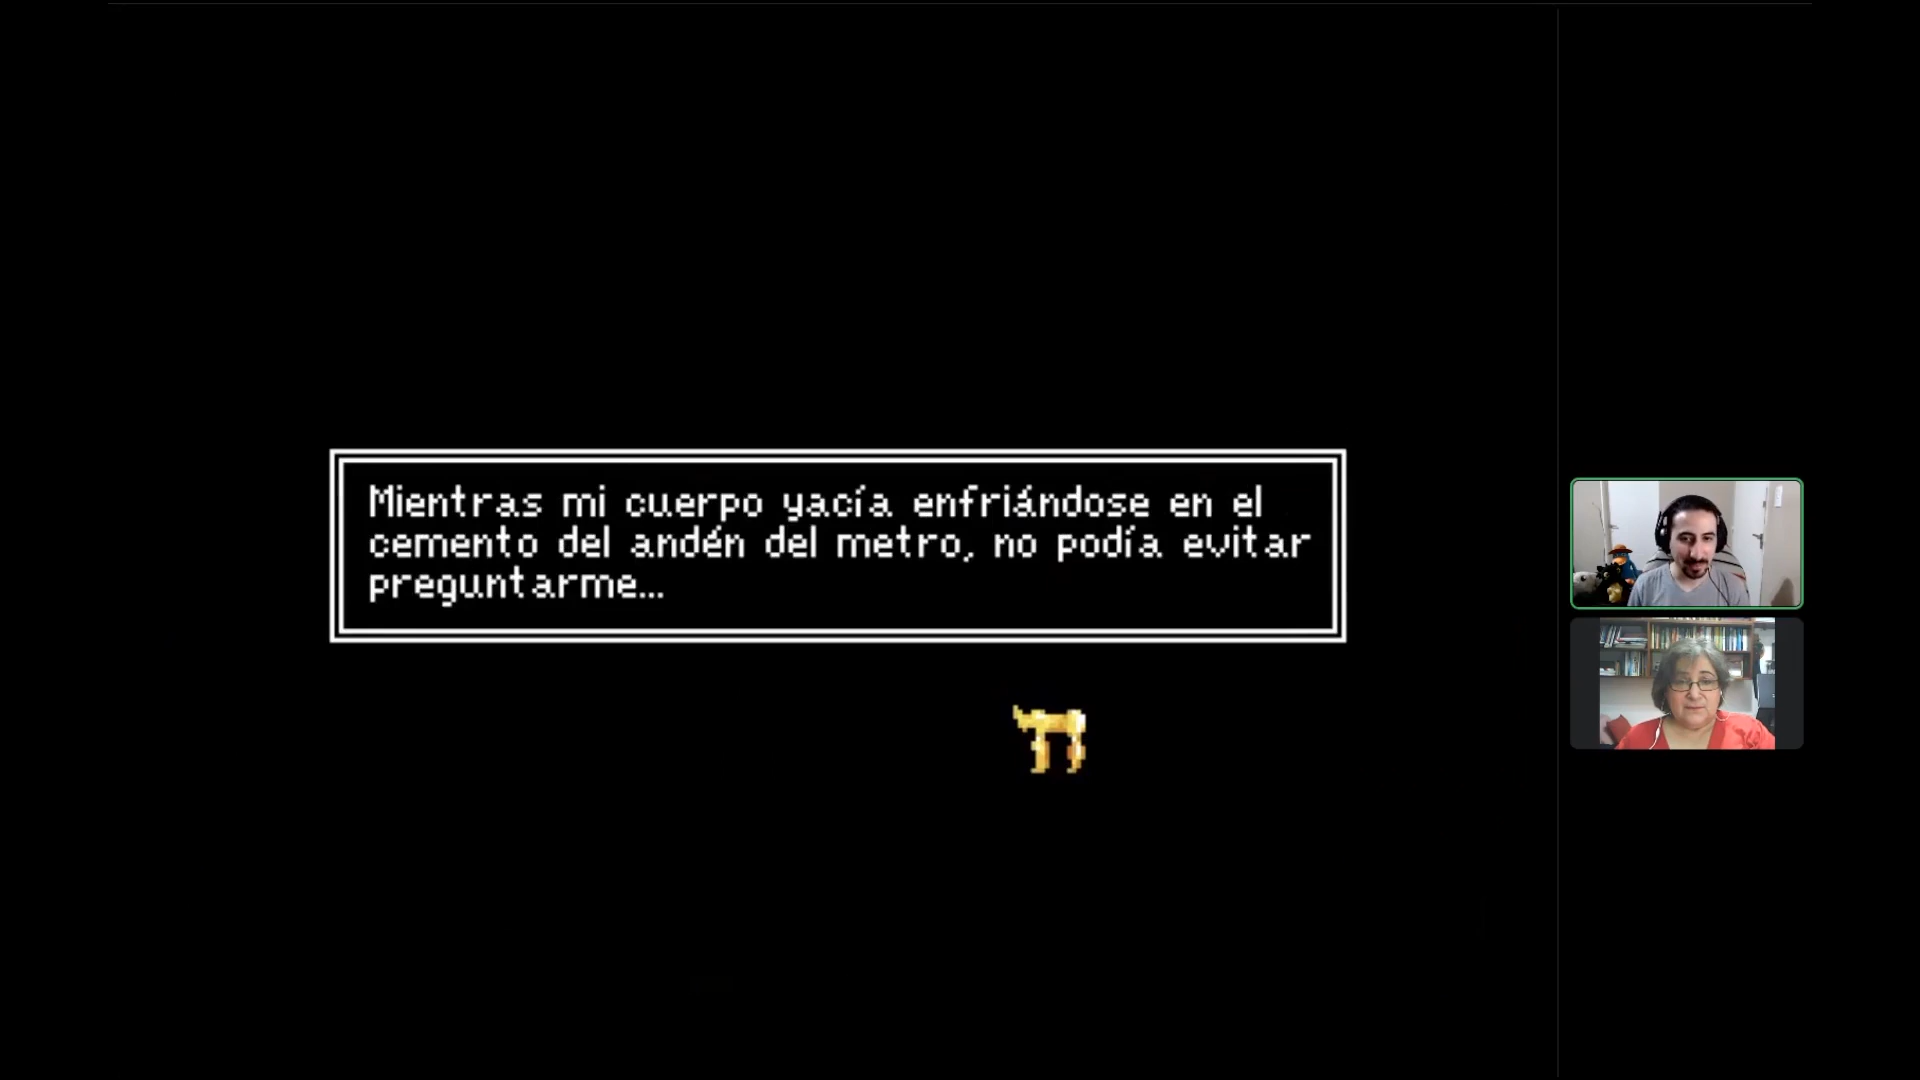 Mientras mi cuerpo yacía enfriándose en el
cemento del andén del metro, no podía evitar
preguntarme...